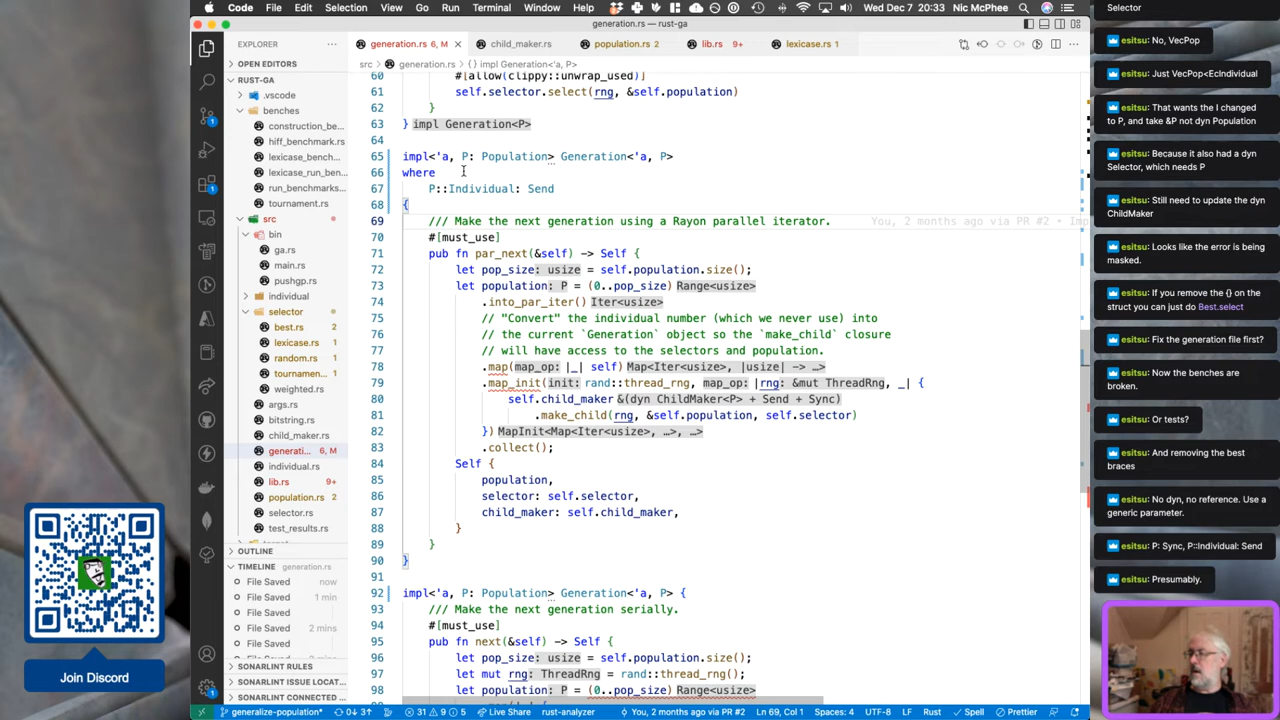 Code File Edit Selection View Go Run Terminal Window Help Wed Dec 7 20:33 Nic McPhee
generation.rs — rust-ga
EXPLORER
OPEN EDITORS
RUST-GA
.vscode
benches
construction_be...
hiff_benchmark.rs
lexicase_bench...
lexicase_run_ben...
run_benchmarks...
tournament.rs
src
bin
ga.rs
main.rs
pushgp.rs
individual
selector
best.rs 2
lexicase.rs 1
random.rs 1
tournamen... 1
weighted.rs
args.rs
bitstring.rs
child_maker.rs
generati... 6, M
individual.rs
lib.rs 9+
population.rs 2
selector.rs
test_results.rs
OUTLINE
TIMELINE generation.rs
File Saved now
File Saved 1 min
File Saved
File Saved 2 mins
File Saved
SONARLINT RULES
SONARLINT ISSUE LOCAT...
SONARLINT CONNECTED ...
generation.rs 6, M child_maker.rs population.rs 2 lib.rs 9+ lexicase.rs 1
src > generation.rs > {} impl Generation<'a, P>
60 #[allow(clippy::unwrap_used)]
61 self.selector.select(rng, &self.population)
62 }
63 } impl Generation<P>
64
65 impl<'a, P: Population> Generation<'a, P>
66 where
67 P::Individual: Send
68 {
69 /// Make the next generation using a Rayon parallel iterator. You, 2 months ago via PR #2 • Imp
70 #[must_use]
71 pub fn par_next(&self) -> Self {
72 let pop_size: usize = self.population.size();
73 let population: P = (0..pop_size) Range<usize>
74 .into_par_iter() Iter<usize>
75 // "Convert" the individual number (which we never use) into
76 // the current `Generation` object so the `make_child` closure
77 // will have access to the selectors and population.
78 .map(map_op: |_| self) Map<Iter<usize>, |usize| -> …>
79 .map_init(init: rand::thread_rng, map_op: |rng: &mut ThreadRng, _| {
80 self.child_maker &(dyn ChildMaker<P> + Send + Sync)
81 .make_child(rng, &self.population, self.selector)
82 }) MapInit<Map<Iter<usize>, …>, …>
83 .collect();
84 Self {
85 population,
86 selector: self.selector,
87 child_maker: self.child_maker,
88 }
89 }
90 }
91
92 impl<'a, P: Population> Generation<'a, P> {
93 /// Make the next generation serially.
94 #[must_use]
95 pub fn next(&self) -> Self {
96 let pop_size: usize = self.population.size();
97 let mut rng: ThreadRng = rand::thread_rng();
98 let population: P = (0..pop_size) Range<usize>
generalize-population* 0↓ 3↑ 31 9 5 Live Share rust-analyzer You, 2 months ago via PR #2 Ln 69, Col 1 Spaces: 4 UTF-8 LF Rust Spell Prettier
Selector
esitsu: No, VecPop
esitsu: Just VecPop<EcIndividual
esitsu: That wants the I changed to P, and take &P not dyn Population
esitsu: Because it also had a dyn Selector, which needs P
esitsu: Still need to update the dyn ChildMaker
esitsu: Looks like the error is being masked.
esitsu: If you remove the {} on the struct you can just do Best.select
esitsu: Fix the generation file first?
esitsu: Now the benches are broken.
esitsu: Or tests?
esitsu: And removing the best braces
esitsu: No dyn, no reference. Use a generic parameter.
esitsu: P: Sync, P::Individual: Send
esitsu: Presumably.
Join Discord